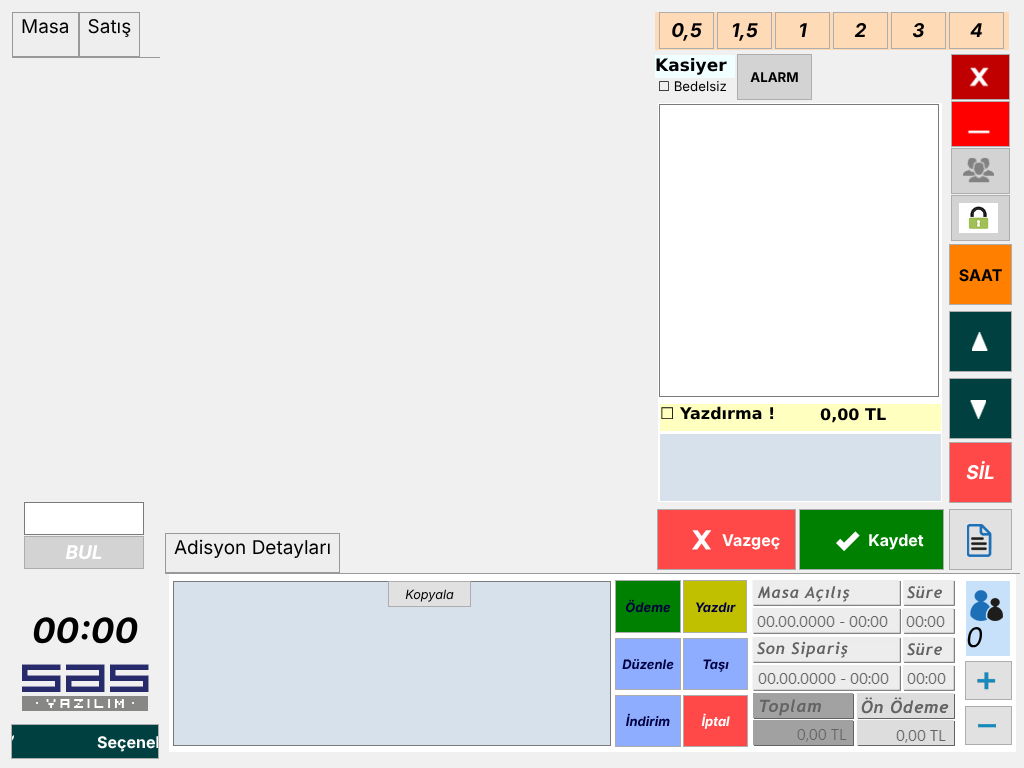 Masa Satış
0,5 1,5 1 2 3 4
Kasiyer
ALARM
Bedelsiz
X
SAAT
Yazdırma ! 0,00 TL
SİL
BUL
Adisyon Detayları
X Vazgeç
Kaydet
Kopyala
Ödeme Yazdır
Düzenle Taşı
İndirim İptal
Masa Açılış Süre
00.00.0000 - 00:00 00:00
Son Sipariş Süre
00.00.0000 - 00:00 00:00
Toplam Ön Ödeme
0,00 TL 0,00 TL
0
+
−
00:00
sas
· YAZILIM ·
Seçenel